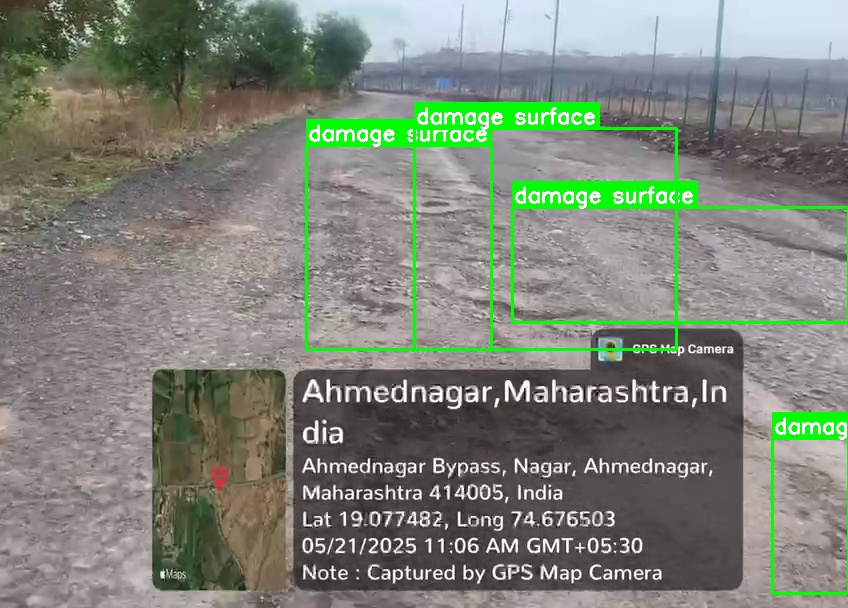 damage surface
damage surface
damage surface
GPS Map Camera
Ahmednagar,Maharashtra,In
dia
Ahmednagar Bypass, Nagar, Ahmednagar,
Maharashtra 414005, India
Lat 19.077482, Long 74.676503
05/21/2025 11:06 AM GMT+05:30
Note : Captured by GPS Map Camera
damag
Maps